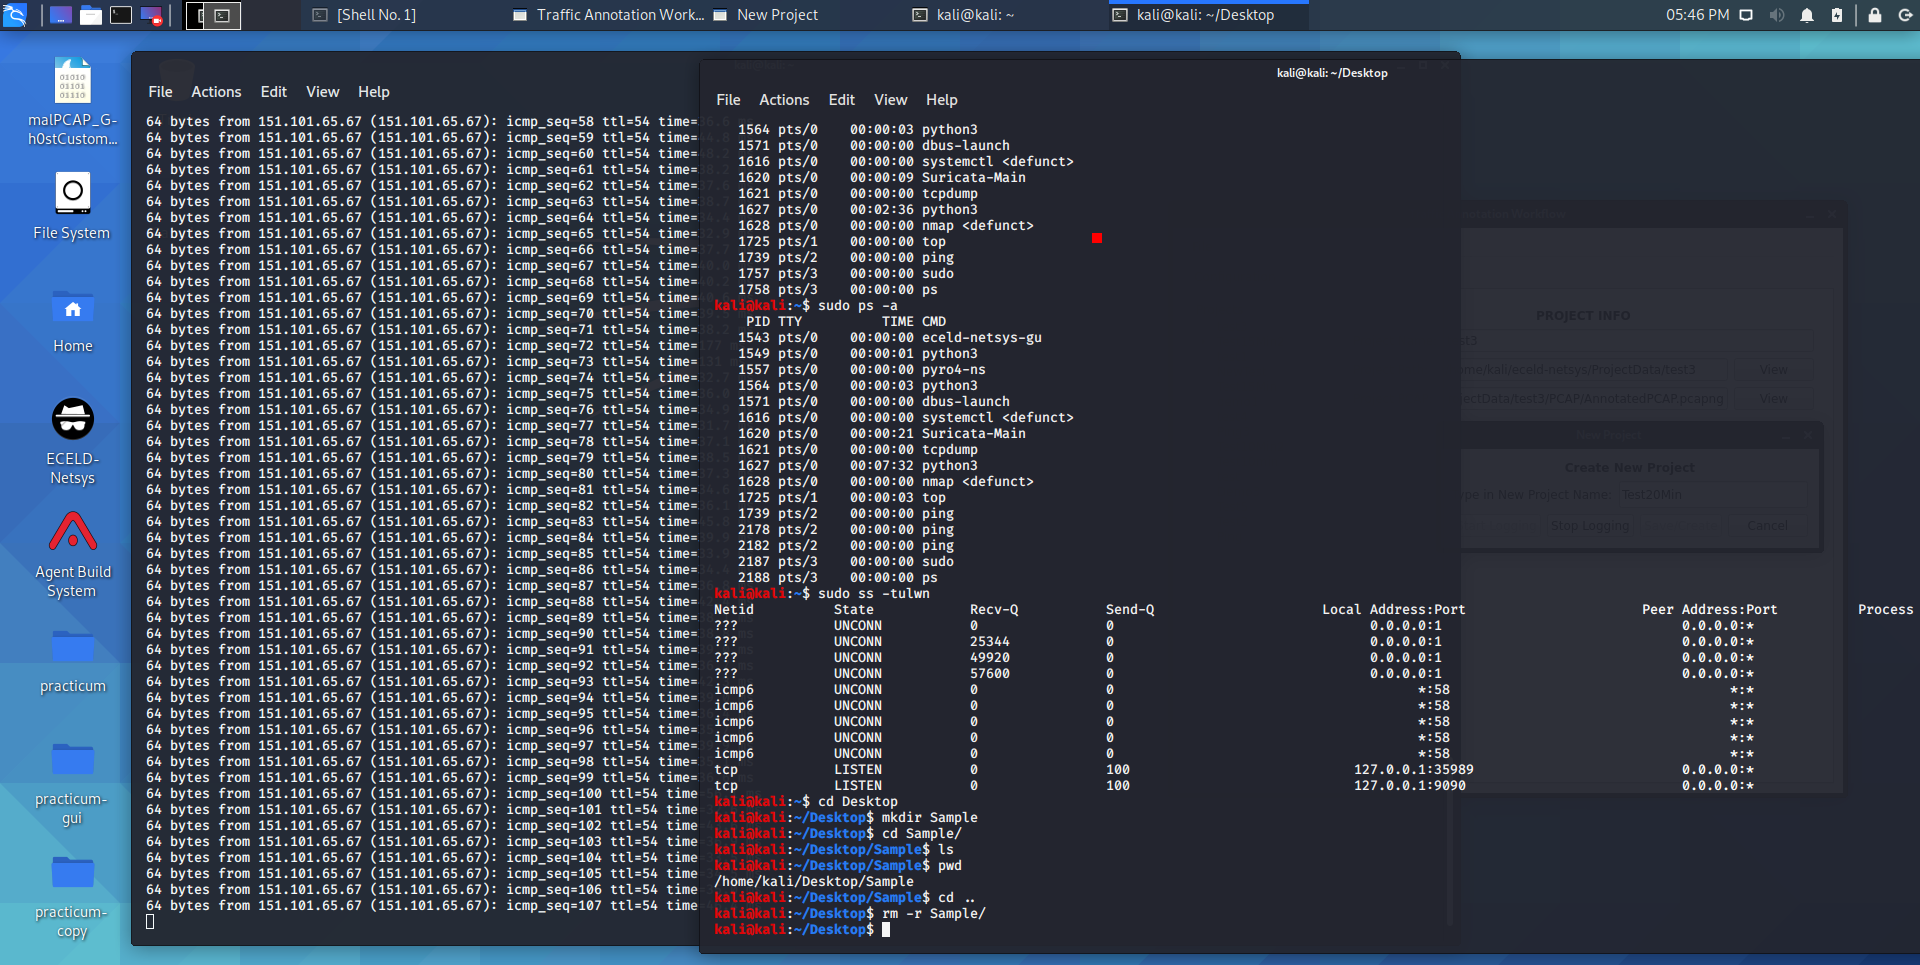 [Shell No. 1]
Traffic Annotation Work...
New Project
kali@kali: ~
kali@kali: ~/Desktop
05:46 PM
malPCAP_G-
h0stCustom...
File System
Home
ECELD-
Netsys
Agent Build
System
practicum
practicum-
gui
practicum-
copy
File Actions Edit View Help
64 bytes from 151.101.65.67 (151.101.65.67): icmp_seq=58 ttl=54 time=
64 bytes from 151.101.65.67 (151.101.65.67): icmp_seq=59 ttl=54 time=
64 bytes from 151.101.65.67 (151.101.65.67): icmp_seq=60 ttl=54 time=
64 bytes from 151.101.65.67 (151.101.65.67): icmp_seq=61 ttl=54 time=
64 bytes from 151.101.65.67 (151.101.65.67): icmp_seq=62 ttl=54 time=
64 bytes from 151.101.65.67 (151.101.65.67): icmp_seq=63 ttl=54 time=
64 bytes from 151.101.65.67 (151.101.65.67): icmp_seq=64 ttl=54 time=
64 bytes from 151.101.65.67 (151.101.65.67): icmp_seq=65 ttl=54 time=
64 bytes from 151.101.65.67 (151.101.65.67): icmp_seq=66 ttl=54 time=
64 bytes from 151.101.65.67 (151.101.65.67): icmp_seq=67 ttl=54 time=
64 bytes from 151.101.65.67 (151.101.65.67): icmp_seq=68 ttl=54 time=
64 bytes from 151.101.65.67 (151.101.65.67): icmp_seq=69 ttl=54 time=
64 bytes from 151.101.65.67 (151.101.65.67): icmp_seq=70 ttl=54 time=
64 bytes from 151.101.65.67 (151.101.65.67): icmp_seq=71 ttl=54 time=
64 bytes from 151.101.65.67 (151.101.65.67): icmp_seq=72 ttl=54 time=
64 bytes from 151.101.65.67 (151.101.65.67): icmp_seq=73 ttl=54 time=
64 bytes from 151.101.65.67 (151.101.65.67): icmp_seq=74 ttl=54 time=
64 bytes from 151.101.65.67 (151.101.65.67): icmp_seq=75 ttl=54 time=
64 bytes from 151.101.65.67 (151.101.65.67): icmp_seq=76 ttl=54 time=
64 bytes from 151.101.65.67 (151.101.65.67): icmp_seq=77 ttl=54 time=
64 bytes from 151.101.65.67 (151.101.65.67): icmp_seq=78 ttl=54 time=
64 bytes from 151.101.65.67 (151.101.65.67): icmp_seq=79 ttl=54 time=
64 bytes from 151.101.65.67 (151.101.65.67): icmp_seq=80 ttl=54 time=
64 bytes from 151.101.65.67 (151.101.65.67): icmp_seq=81 ttl=54 time=
64 bytes from 151.101.65.67 (151.101.65.67): icmp_seq=82 ttl=54 time=
64 bytes from 151.101.65.67 (151.101.65.67): icmp_seq=83 ttl=54 time=
64 bytes from 151.101.65.67 (151.101.65.67): icmp_seq=84 ttl=54 time=
64 bytes from 151.101.65.67 (151.101.65.67): icmp_seq=85 ttl=54 time=
64 bytes from 151.101.65.67 (151.101.65.67): icmp_seq=86 ttl=54 time=
64 bytes from 151.101.65.67 (151.101.65.67): icmp_seq=87 ttl=54 time=
64 bytes from 151.101.65.67 (151.101.65.67): icmp_seq=88 ttl=54 time=
64 bytes from 151.101.65.67 (151.101.65.67): icmp_seq=89 ttl=54 time=
64 bytes from 151.101.65.67 (151.101.65.67): icmp_seq=90 ttl=54 time=
64 bytes from 151.101.65.67 (151.101.65.67): icmp_seq=91 ttl=54 time=
64 bytes from 151.101.65.67 (151.101.65.67): icmp_seq=92 ttl=54 time=
64 bytes from 151.101.65.67 (151.101.65.67): icmp_seq=93 ttl=54 time=
64 bytes from 151.101.65.67 (151.101.65.67): icmp_seq=94 ttl=54 time=
64 bytes from 151.101.65.67 (151.101.65.67): icmp_seq=95 ttl=54 time=
64 bytes from 151.101.65.67 (151.101.65.67): icmp_seq=96 ttl=54 time=
64 bytes from 151.101.65.67 (151.101.65.67): icmp_seq=97 ttl=54 time=
64 bytes from 151.101.65.67 (151.101.65.67): icmp_seq=98 ttl=54 time=
64 bytes from 151.101.65.67 (151.101.65.67): icmp_seq=99 ttl=54 time=
64 bytes from 151.101.65.67 (151.101.65.67): icmp_seq=100 ttl=54 time
64 bytes from 151.101.65.67 (151.101.65.67): icmp_seq=101 ttl=54 time
64 bytes from 151.101.65.67 (151.101.65.67): icmp_seq=102 ttl=54 time
64 bytes from 151.101.65.67 (151.101.65.67): icmp_seq=103 ttl=54 time
64 bytes from 151.101.65.67 (151.101.65.67): icmp_seq=104 ttl=54 time
64 bytes from 151.101.65.67 (151.101.65.67): icmp_seq=105 ttl=54 time
64 bytes from 151.101.65.67 (151.101.65.67): icmp_seq=106 ttl=54 time
64 bytes from 151.101.65.67 (151.101.65.67): icmp_seq=107 ttl=54 time
kali@kali: ~/Desktop
File Actions Edit View Help
1564 pts/0 00:00:03 python3
1571 pts/0 00:00:00 dbus-launch
1616 pts/0 00:00:00 systemctl <defunct>
1620 pts/0 00:00:09 Suricata-Main
1621 pts/0 00:00:00 tcpdump
1627 pts/0 00:02:36 python3
1628 pts/0 00:00:00 nmap <defunct>
1725 pts/1 00:00:00 top
1739 pts/2 00:00:00 ping
1757 pts/3 00:00:00 sudo
1758 pts/3 00:00:00 ps
kali@kali:~$ sudo ps -a
PID TTY TIME CMD
1543 pts/0 00:00:00 eceld-netsys-gu
1549 pts/0 00:00:01 python3
1557 pts/0 00:00:00 pyro4-ns
1564 pts/0 00:00:03 python3
1571 pts/0 00:00:00 dbus-launch
1616 pts/0 00:00:00 systemctl <defunct>
1620 pts/0 00:00:21 Suricata-Main
1621 pts/0 00:00:00 tcpdump
1627 pts/0 00:07:32 python3
1628 pts/0 00:00:00 nmap <defunct>
1725 pts/1 00:00:03 top
1739 pts/2 00:00:00 ping
2178 pts/2 00:00:00 ping
2182 pts/2 00:00:00 ping
2187 pts/3 00:00:00 sudo
2188 pts/3 00:00:00 ps
kali@kali:~$ sudo ss -tulwn
Netid State Recv-Q Send-Q Local Address:Port Peer Address:Port Process
??? UNCONN 0 0 0.0.0.0:1 0.0.0.0:*
??? UNCONN 25344 0 0.0.0.0:1 0.0.0.0:*
??? UNCONN 49920 0 0.0.0.0:1 0.0.0.0:*
??? UNCONN 57600 0 0.0.0.0:1 0.0.0.0:*
icmp6 UNCONN 0 0 *:58 *:*
icmp6 UNCONN 0 0 *:58 *:*
icmp6 UNCONN 0 0 *:58 *:*
icmp6 UNCONN 0 0 *:58 *:*
icmp6 UNCONN 0 0 *:58 *:*
tcp LISTEN 0 100 127.0.0.1:35989 0.0.0.0:*
tcp LISTEN 0 100 127.0.0.1:9090 0.0.0.0:*
kali@kali:~$ cd Desktop
kali@kali:~/Desktop$ mkdir Sample
kali@kali:~/Desktop$ cd Sample/
kali@kali:~/Desktop/Sample$ ls
kali@kali:~/Desktop/Sample$ pwd
/home/kali/Desktop/Sample
kali@kali:~/Desktop/Sample$ cd ..
kali@kali:~/Desktop$ rm -r Sample/
kali@kali:~/Desktop$
PROJECT INFO
me/kali/eceld-netsys/ProjectData/test3 View
ectData/test3/PCAP/AnnotatedPCAP.pcapng View
New Project
Create New Project
ype in New Project Name: Test20Min
Stop Logging Cancel